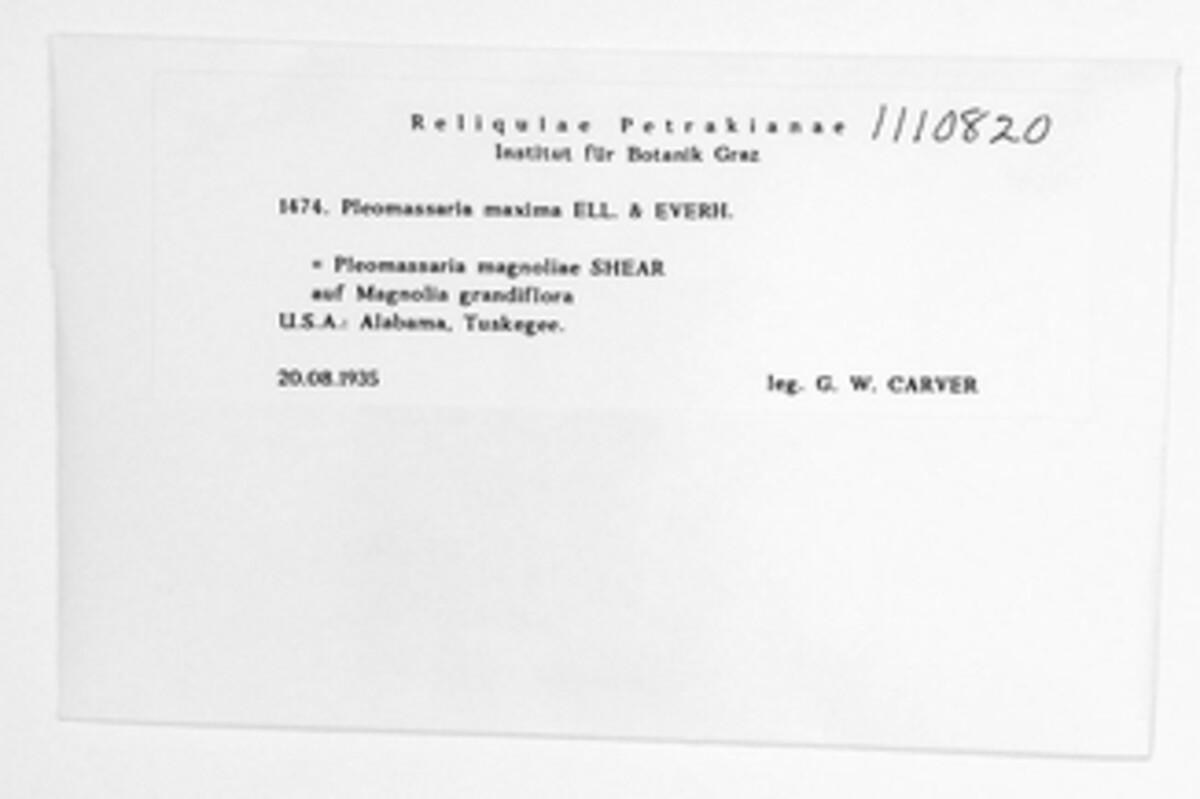 Reliquiae Petrakianae 1110820
Institut für Botanik Graz
1474. Pleomassaria maxima ELL. & EVERH.
= Pleomassaria magnoliae SHEAR
auf Magnolia grandiflora
U.S.A.: Alabama, Tuskegee.
20.08.1935 leg. G. W. CARVER